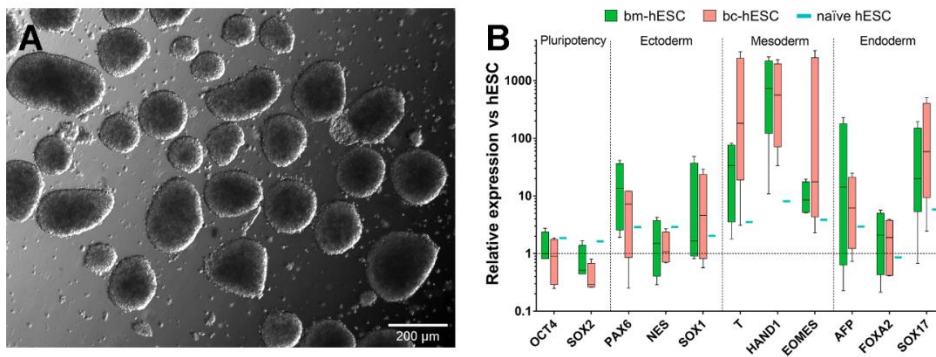 A
200 µm
B
bm-hESC
bc-hESC
naïve hESC
Pluripotency
Ectoderm
Mesoderm
Endoderm
Relative expression vs hESC
1000
100
10
1
0.1
OCT4
SOX2
PAX6
NES
SOX1
T
HAND1
EOMES
AFP
FOXA2
SOX17